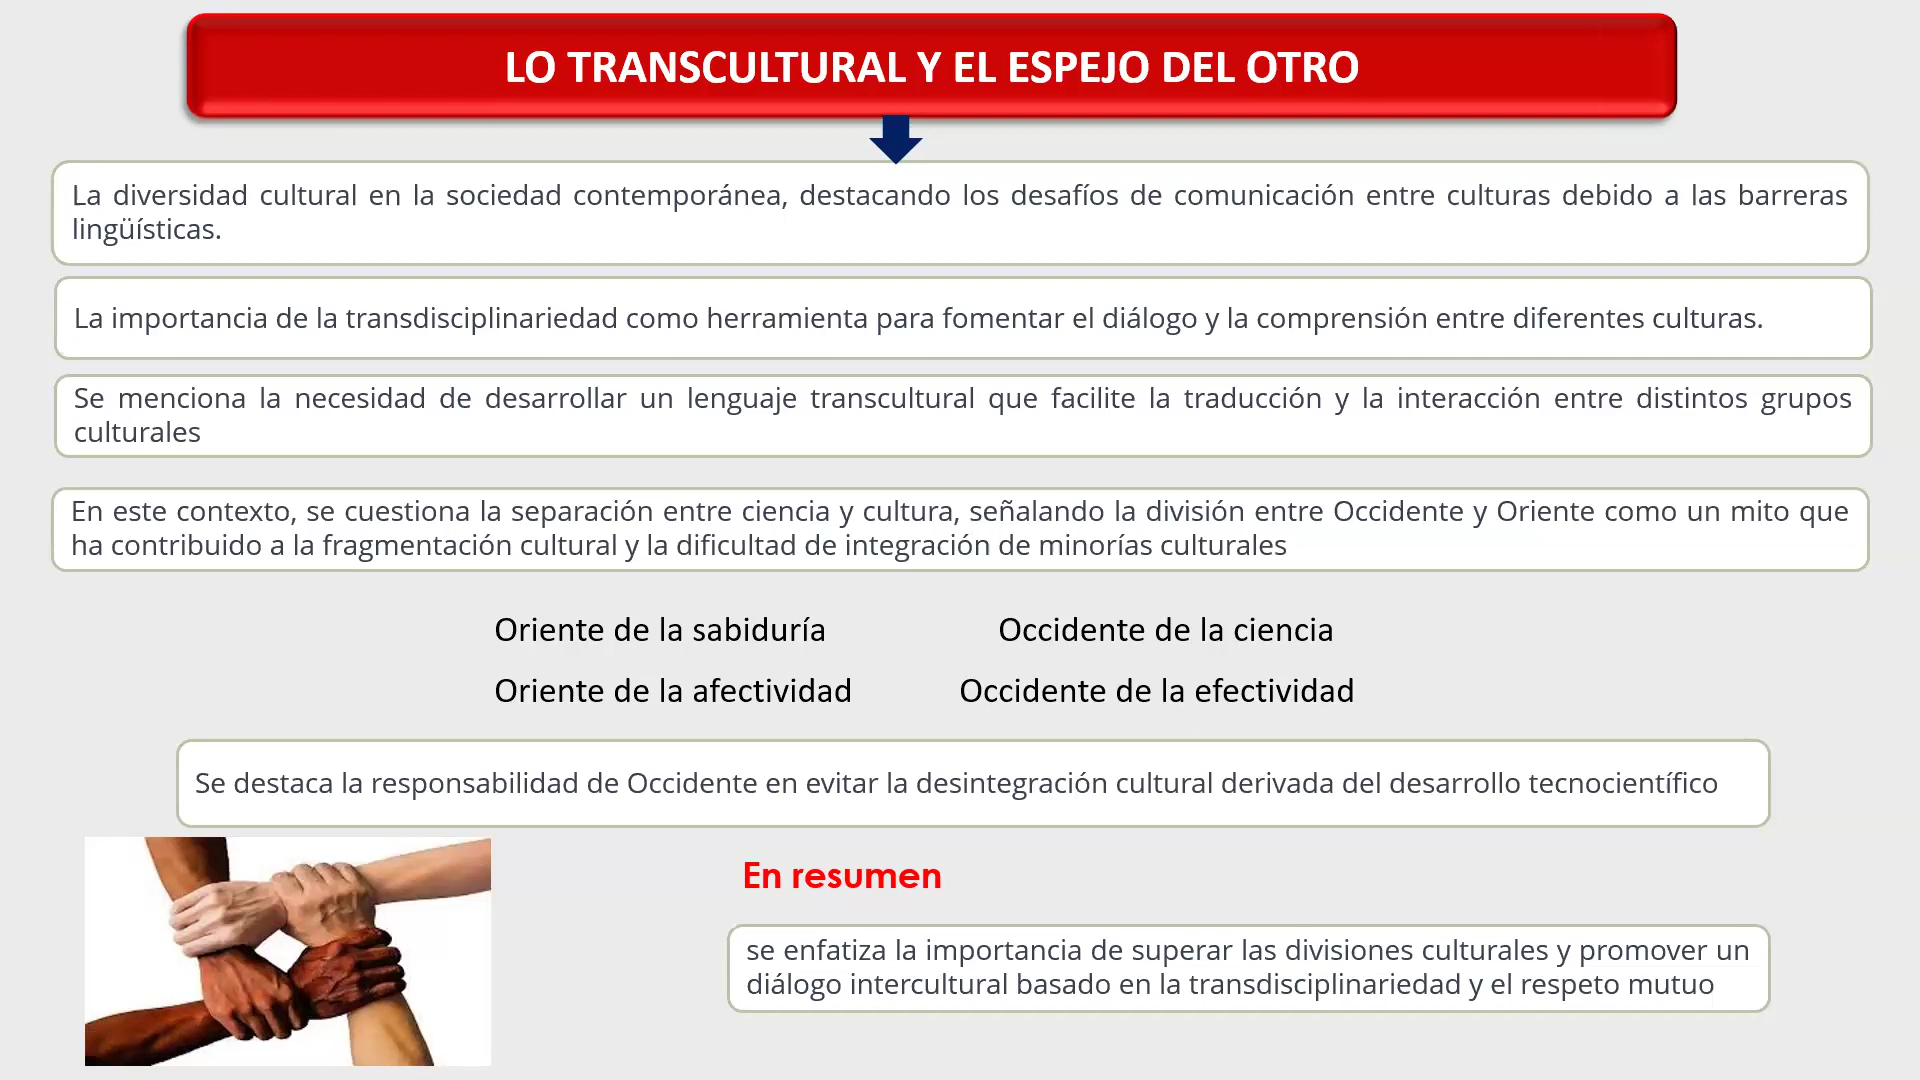 LO TRANSCULTURAL Y EL ESPEJO DEL OTRO
La diversidad cultural en la sociedad contemporánea, destacando los desafíos de comunicación entre culturas debido a las barreras
lingüísticas.
La importancia de la transdisciplinariedad como herramienta para fomentar el diálogo y la comprensión entre diferentes culturas.
Se menciona la necesidad de desarrollar un lenguaje transcultural que facilite la traducción y la interacción entre distintos grupos
culturales
En este contexto, se cuestiona la separación entre ciencia y cultura, señalando la división entre Occidente y Oriente como un mito que
ha contribuido a la fragmentación cultural y la dificultad de integración de minorías culturales
Oriente de la sabiduría Occidente de la ciencia
Oriente de la afectividad Occidente de la efectividad
Se destaca la responsabilidad de Occidente en evitar la desintegración cultural derivada del desarrollo tecnocientífico
En resumen
se enfatiza la importancia de superar las divisiones culturales y promover un
diálogo intercultural basado en la transdisciplinariedad y el respeto mutuo